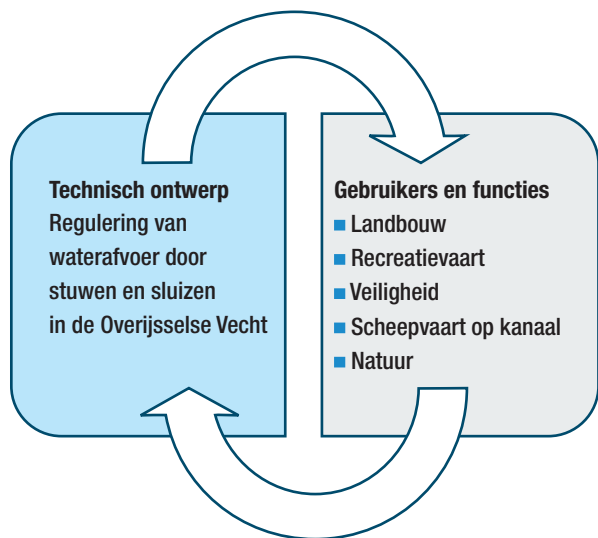 Technisch ontwerp
Regulering van
waterafvoer door
stuwen en sluizen
in de Overijsselse Vecht
Gebruikers en functies
■ Landbouw
■ Recreatievaart
■ Veiligheid
■ Scheepvaart op kanaal
■ Natuur